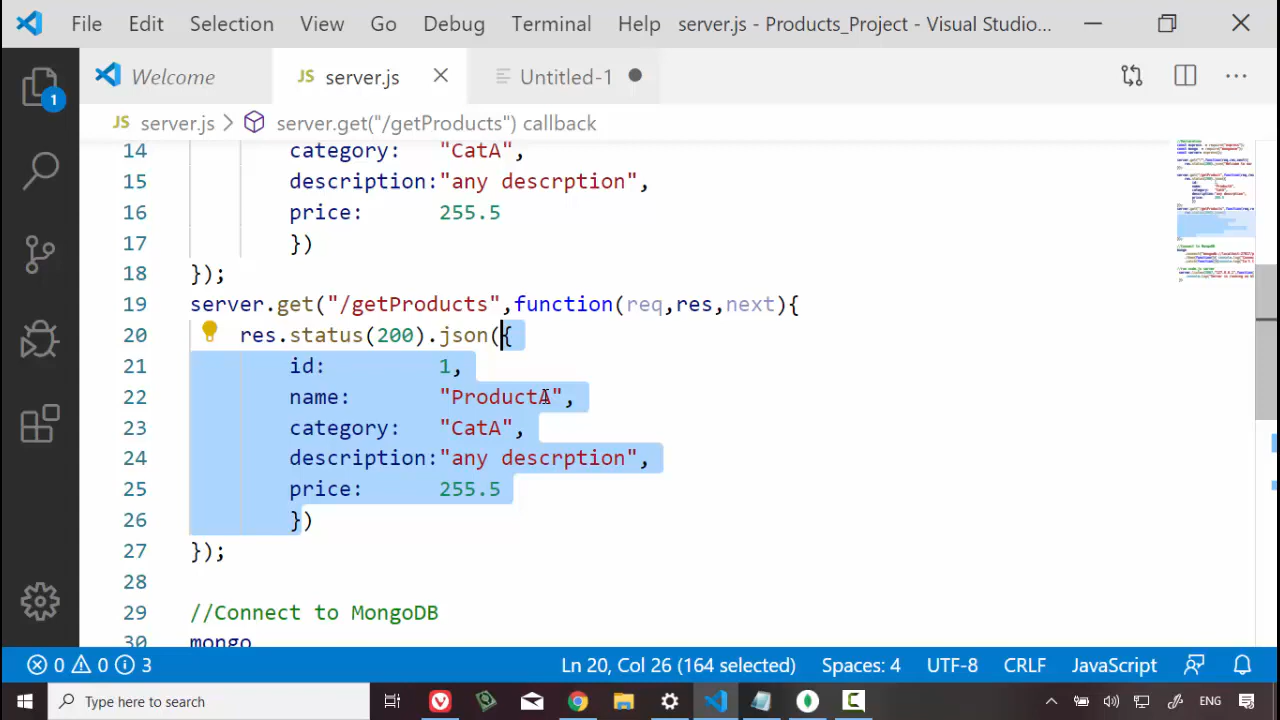 File Edit Selection View Go Debug Terminal Help server.js - Products_Project - Visual Studio...
Welcome JS server.js Untitled-1
1
JS server.js > server.get("/getProducts") callback
14 category: "CatA",
15 description:"any descrption",
16 price: 255.5
17 })
18 });
19 server.get("/getProducts",function(req,res,next){
20 res.status(200).json({
21 id: 1,
22 name: "ProductA",
23 category: "CatA",
24 description:"any descrption",
25 price: 255.5
26 })
27 });
28
29 //Connect to MongoDB
30 mongo
0 0 3 Ln 20, Col 26 (164 selected) Spaces: 4 UTF-8 CRLF JavaScript
Type here to search ENG